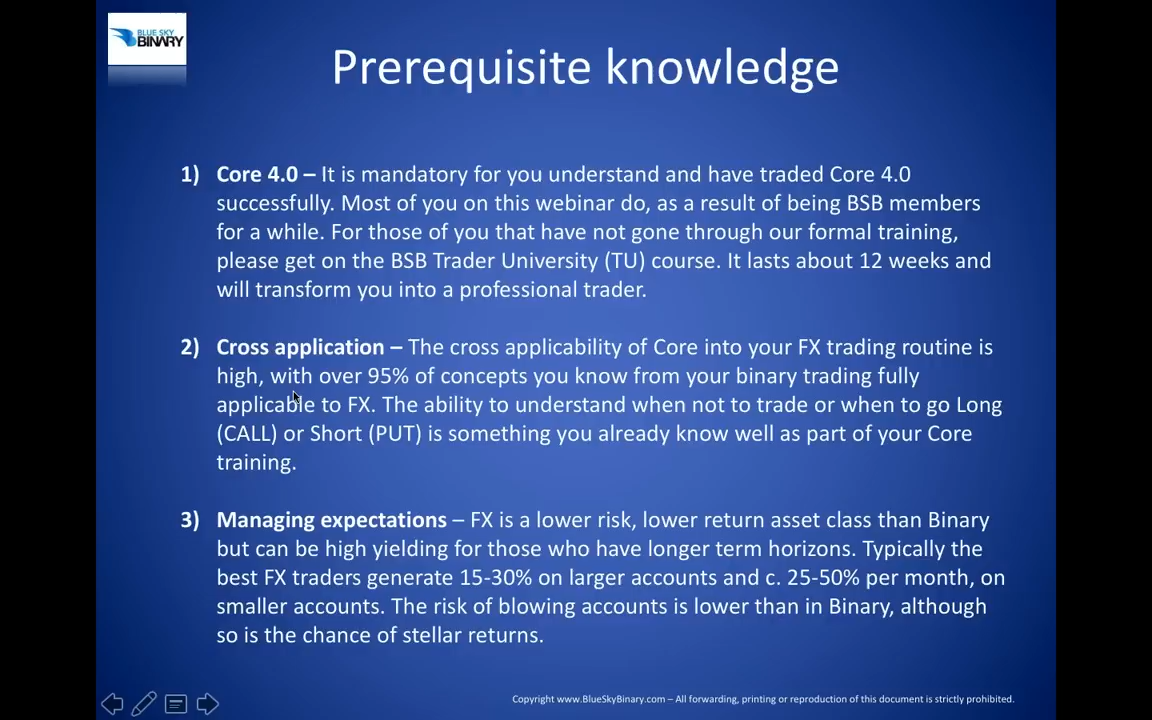 BLUE SKY
BINARY
Prerequisite knowledge
1) Core 4.0 – It is mandatory for you understand and have traded Core 4.0
successfully. Most of you on this webinar do, as a result of being BSB members
for a while. For those of you that have not gone through our formal training,
please get on the BSB Trader University (TU) course. It lasts about 12 weeks and
will transform you into a professional trader.
2) Cross application – The cross applicability of Core into your FX trading routine is
high, with over 95% of concepts you know from your binary trading fully
applicable to FX. The ability to understand when not to trade or when to go Long
(CALL) or Short (PUT) is something you already know well as part of your Core
training.
3) Managing expectations – FX is a lower risk, lower return asset class than Binary
but can be high yielding for those who have longer term horizons. Typically the
best FX traders generate 15-30% on larger accounts and c. 25-50% per month, on
smaller accounts. The risk of blowing accounts is lower than in Binary, although
so is the chance of stellar returns.
Copyright www.BlueSkyBinary.com – All forwarding, printing or reproduction of this document is strictly prohibited.